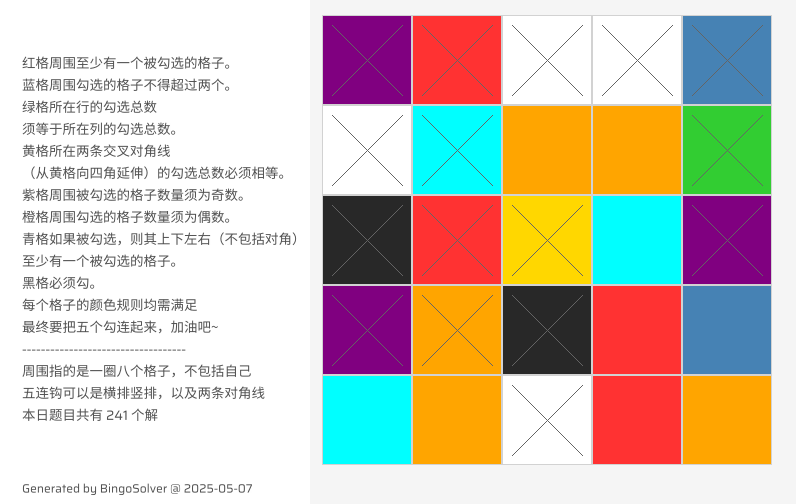 红格周围至少有一个被勾选的格子。
蓝格周围勾选的格子不得超过两个。
绿格所在行的勾选总数
须等于所在列的勾选总数。
黄格所在两条交叉对角线
（从黄格向四角延伸）的勾选总数必须相等。
紫格周围被勾选的格子数量须为奇数。
橙格周围勾选的格子数量须为偶数。
青格如果被勾选，则其上下左右（不包括对角）
至少有一个被勾选的格子。
黑格必须勾。
每个格子的颜色规则均需满足
最终要把五个勾连起来，加油吧~
----------------------------------
周围指的是一圈八个格子，不包括自己
五连钩可以是横排竖排，以及两条对角线
本日题目共有 241 个解
Generated by BingoSolver @ 2025-05-07